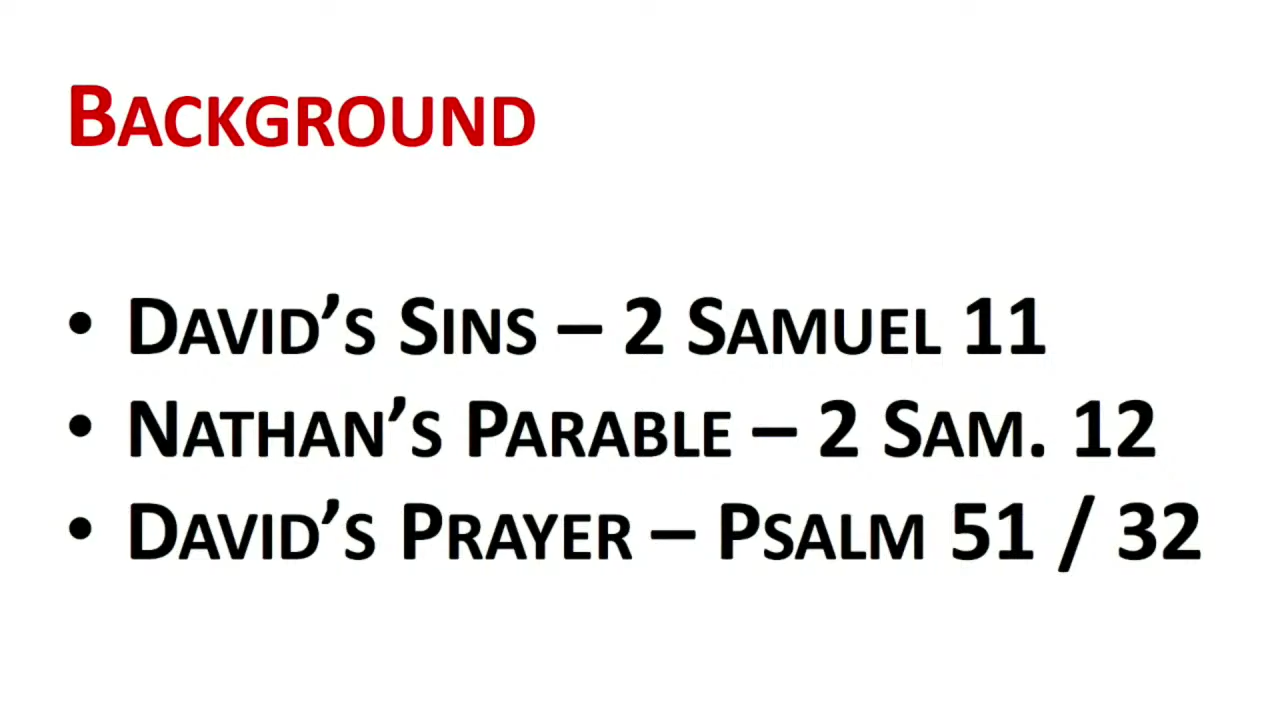 Background
• David’s Sins – 2 Samuel 11
• Nathan’s Parable – 2 Sam. 12
• David’s Prayer – Psalm 51 / 32